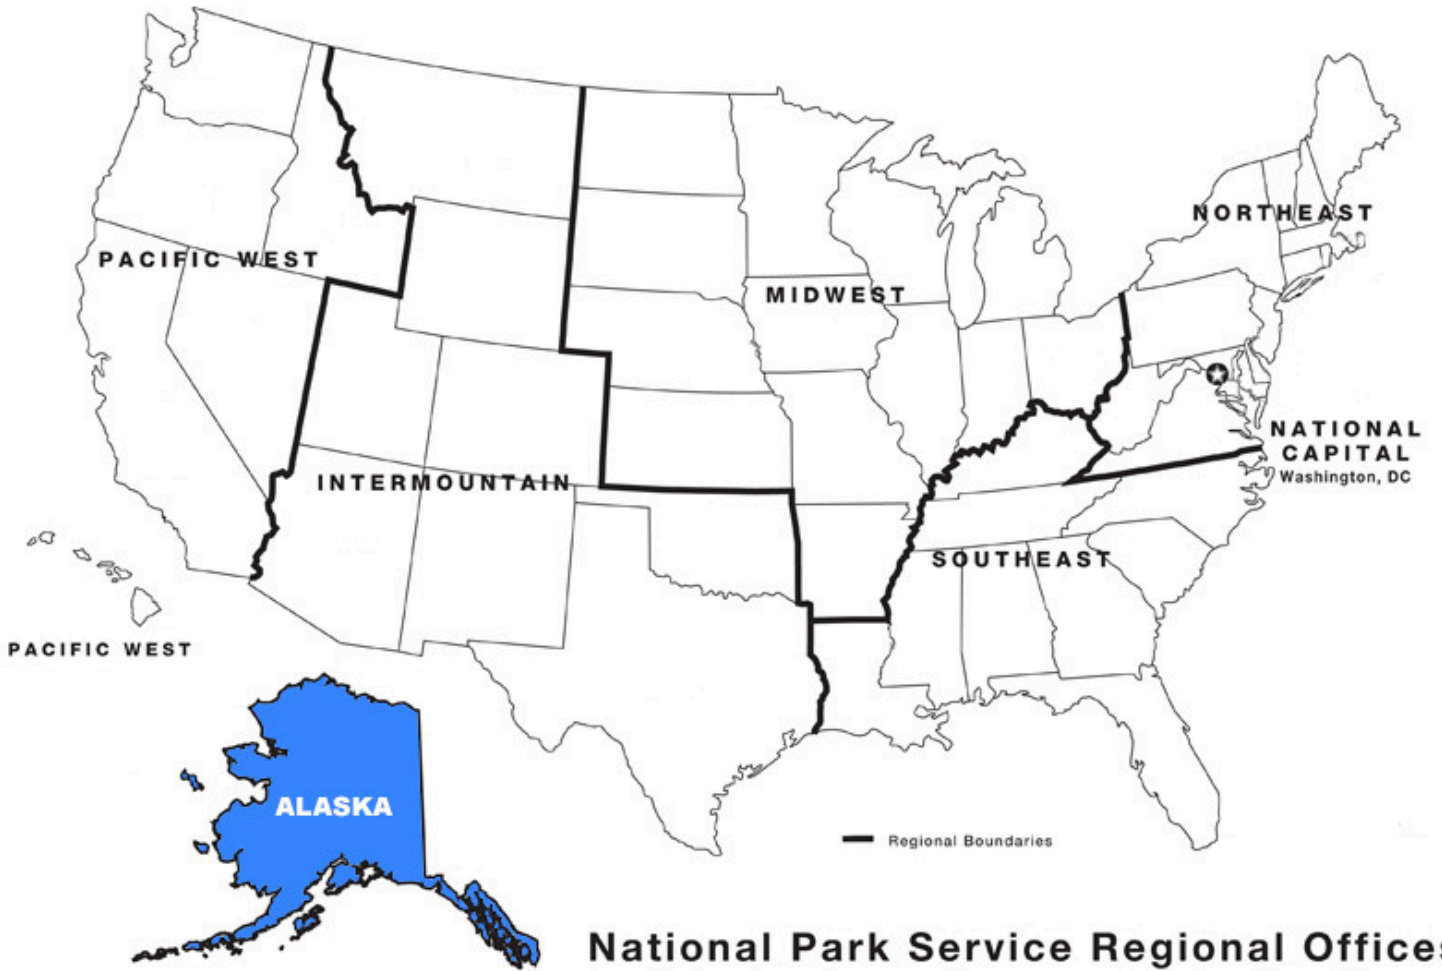 NORTHEAST
PACIFIC WEST
MIDWEST
NATIONAL
CAPITAL
Washington, DC
INTERMOUNTAIN
SOUTHEAST
PACIFIC WEST
ALASKA
Regional Boundaries
National Park Service Regional Offices